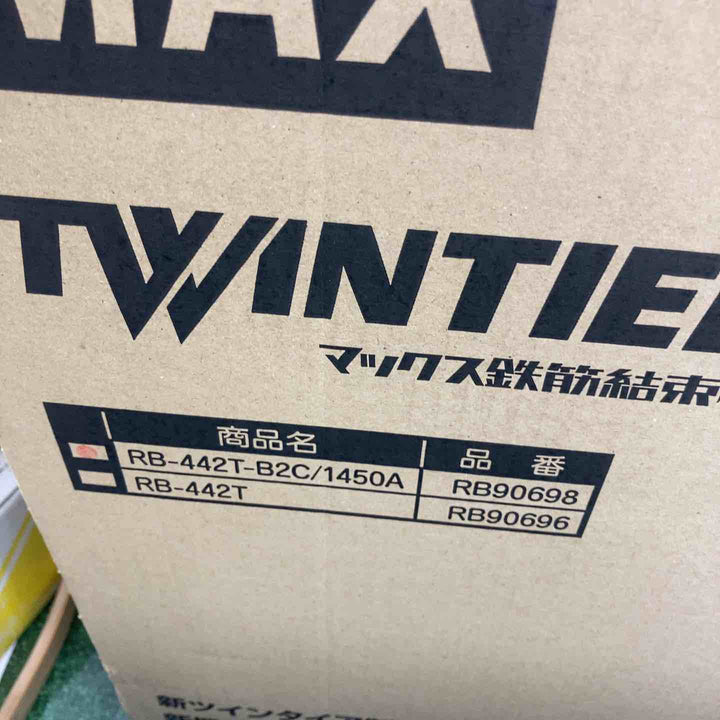 MAX
TWINTIE
マックス鉄筋結束
商品名 品番
RB-442T-B2C/1450A RB90698
RB-442T RB90696
新ツインタイア